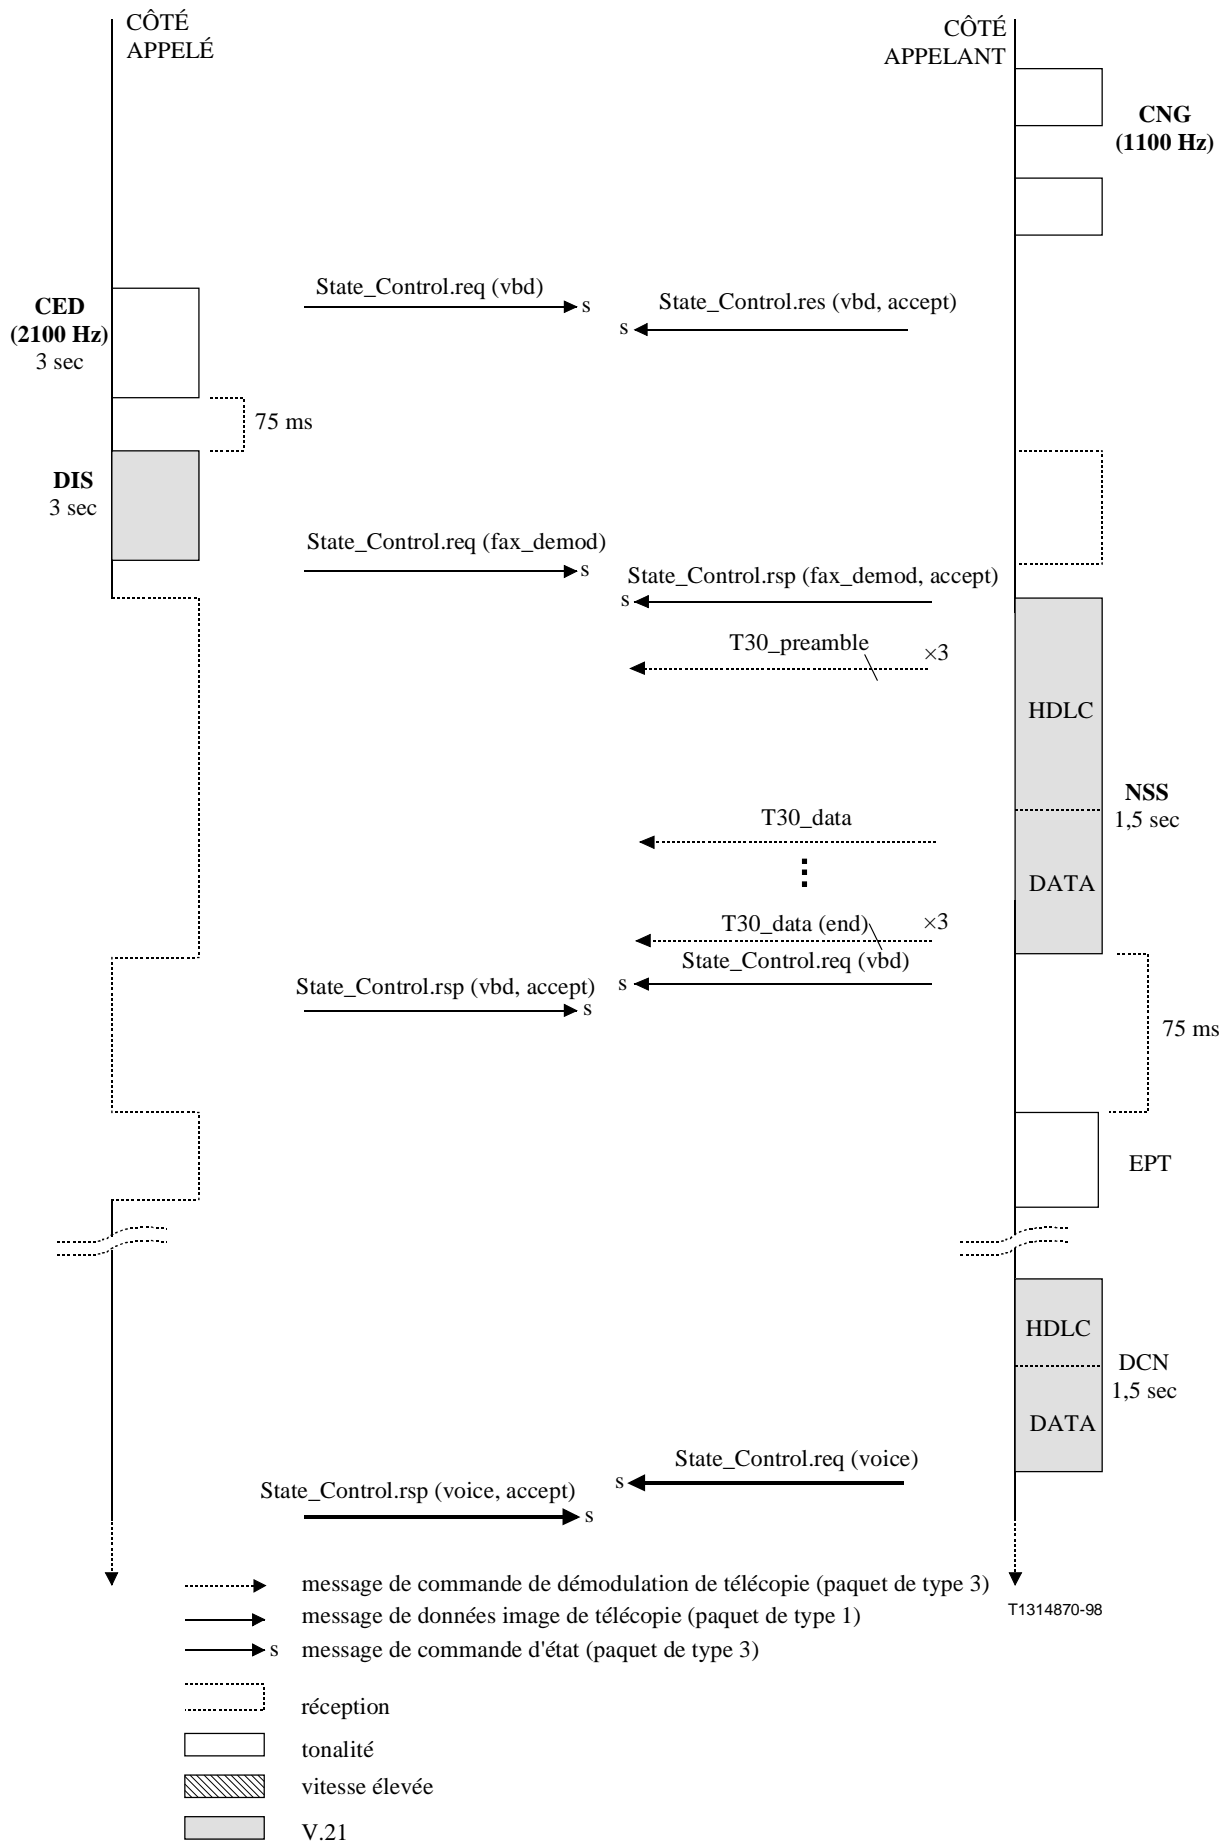 CÔTÉ
APPELÉ
CÔTÉ
APPELANT
CNG
(1100 Hz)
State_Control.req (vbd)
s
State_Control.res (vbd, accept)
s
CED
(2100 Hz)
3 sec
75 ms
DIS
3 sec
State_Control.req (fax_demod)
s
State_Control.rsp (fax_demod, accept)
s
T30_preamble
×3
HDLC
NSS
1,5 sec
T30_data
DATA
T30_data (end)
×3
State_Control.req (vbd)
s
State_Control.rsp (vbd, accept)
s
75 ms
EPT
HDLC
DCN
1,5 sec
DATA
State_Control.req (voice)
s
State_Control.rsp (voice, accept)
s
message de commande de démodulation de télécopie (paquet de type 3)
T1314870-98
message de données image de télécopie (paquet de type 1)
s message de commande d'état (paquet de type 3)
réception
tonalité
vitesse élevée
V.21